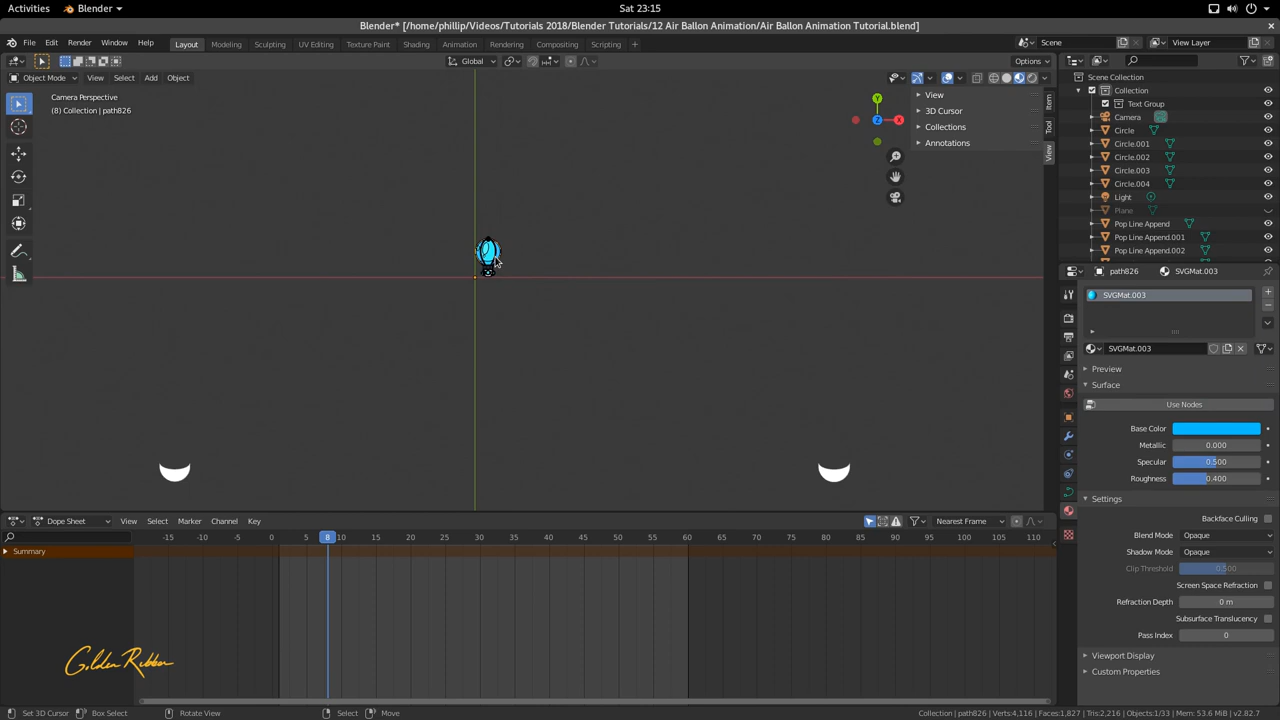 Activities Blender Sat 23:15
Blender* [/home/phillip/Videos/Tutorials 2018/Blender Tutorials/12 Air Ballon Animation/Air Ballon Animation Tutorial.blend]
File Edit Render Window Help Layout Modeling Sculpting UV Editing Texture Paint Shading Animation Rendering Compositing Scripting + Scene View Layer
Global Options
Object Mode View Select Add Object
Camera Perspective
(8) Collection | path826
View
3D Cursor
Collections
Annotations
Item
Tool
View
Y
Z
X
Scene Collection
Collection
Text Group
Camera
Circle
Circle.001
Circle.002
Circle.003
Circle.004
Light
Plane
Pop Line Append
Pop Line Append.001
Pop Line Append.002
path826 SVGMat.003
SVGMat.003
SVGMat.003
Preview
Surface
Use Nodes
Base Color
Metallic 0.000
Specular 0.500
Roughness 0.400
Settings
Backface Culling
Blend Mode Opaque
Shadow Mode Opaque
Clip Threshold 0.500
Screen Space Refraction
Refraction Depth 0 m
Subsurface Translucency
Pass Index 0
Viewport Display
Custom Properties
Dope Sheet View Select Marker Channel Key Nearest Frame
-15 -10 -5 0 5 8 10 15 20 25 30 35 40 45 50 55 60 65 70 75 80 85 90 95 100 105 110
Summary
Golden Ribbon
Set 3D Cursor Box Select Rotate View Select Move Collection | path826 | Verts:4,116 | Faces:1,827 | Tris:2,216 | Objects:1/33 | Mem: 53.6 MiB | v2.82.7